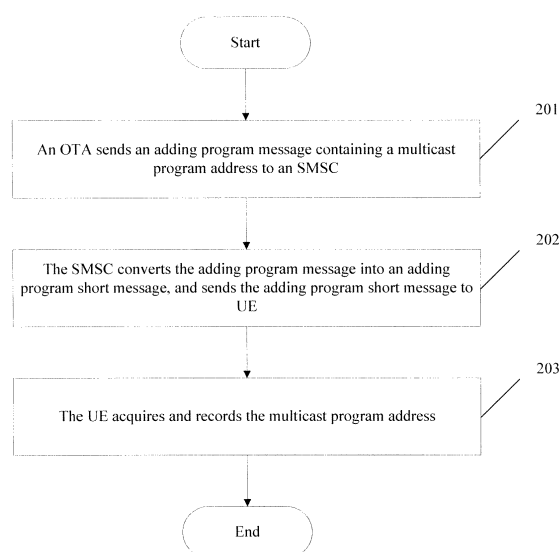 Start
201
An OTA sends an adding program message containing a multicast
program address to an SMSC
202
The SMSC converts the adding program message into an adding
program short message, and sends the adding program short message to
UE
203
The UE acquires and records the multicast program address
End